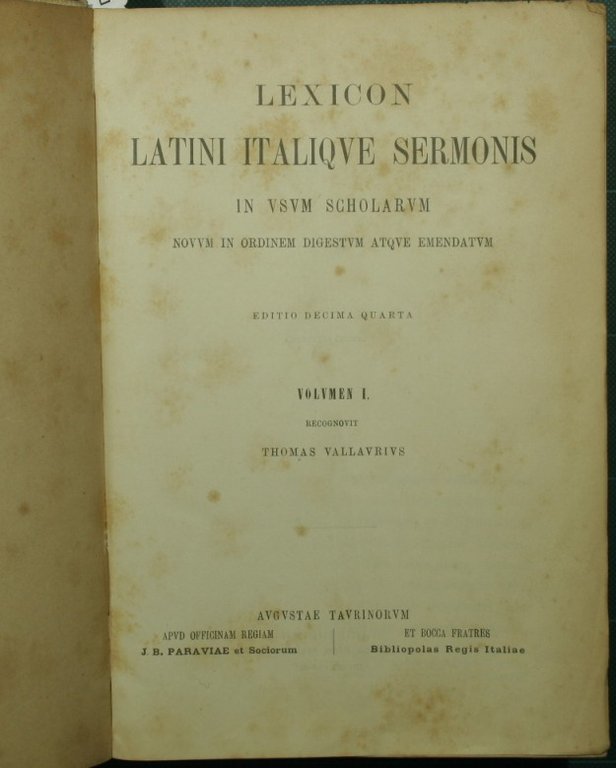 LEXICON
LATINI ITALIQVE SERMONIS
IN VSVM SCHOLARVM
NOVVM IN ORDINEM DIGESTVM ATQVE EMENDATVM
EDITIO DECIMA QUARTA
VOLVMEN I.
RECOGNOVIT
THOMAS VALLAVRIVS
AVGVSTAE TAVRINORVM
APVD OFFICINAM REGIAM
J. B. PARAVIAE et Sociorum
ET BOCCA FRATRES
Bibliopolas Regis Italiae